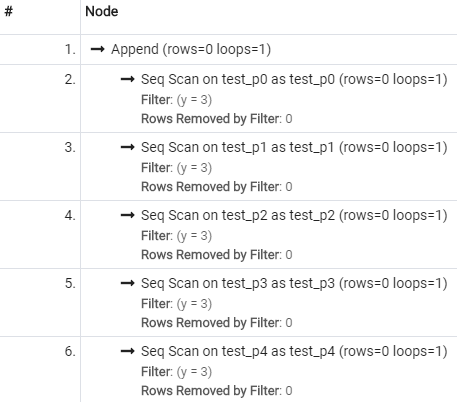 # Node
1. → Append (rows=0 loops=1)
2. → Seq Scan on test_p0 as test_p0 (rows=0 loops=1)
Filter: (y = 3)
Rows Removed by Filter: 0
3. → Seq Scan on test_p1 as test_p1 (rows=0 loops=1)
Filter: (y = 3)
Rows Removed by Filter: 0
4. → Seq Scan on test_p2 as test_p2 (rows=0 loops=1)
Filter: (y = 3)
Rows Removed by Filter: 0
5. → Seq Scan on test_p3 as test_p3 (rows=0 loops=1)
Filter: (y = 3)
Rows Removed by Filter: 0
6. → Seq Scan on test_p4 as test_p4 (rows=0 loops=1)
Filter: (y = 3)
Rows Removed by Filter: 0